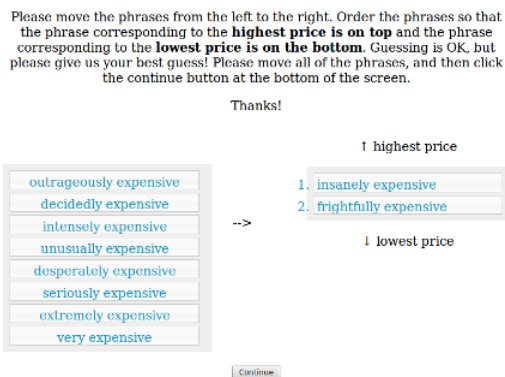 Please move the phrases from the left to the right. Order the phrases so that
the phrase corresponding to the highest price is on top and the phrase
corresponding to the lowest price is on the bottom. Guessing is OK, but
please give us your best guess! Please move all of the phrases, and then click
the continue button at the bottom of the screen.
Thanks!
outrageously expensive
decidedly expensive
intensely expensive
unusually expensive
desperately expensive
seriously expensive
extremely expensive
very expensive
-->
↑ highest price
1. insanely expensive
2. frightfully expensive
↓ lowest price
Continue